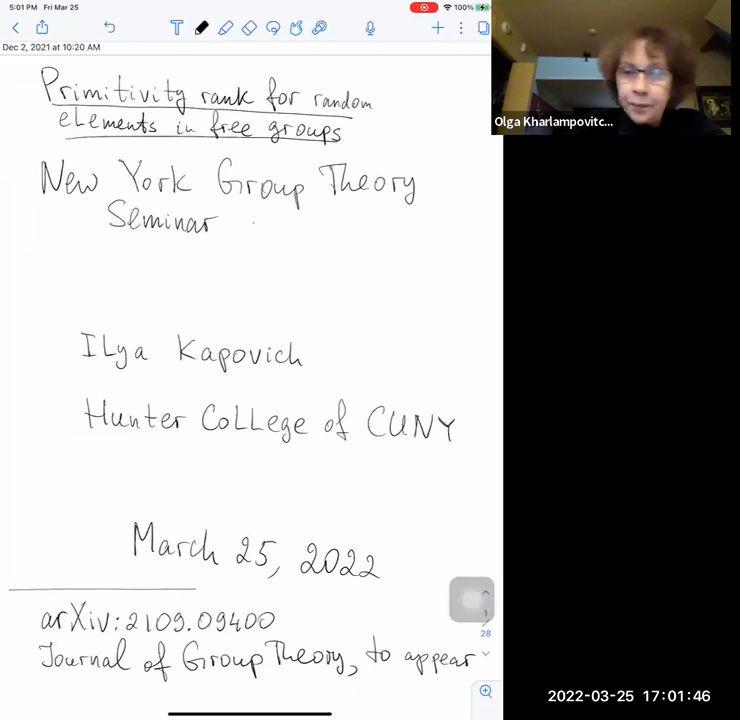 5:01 PM Fri Mar 25
100%
Dec 2, 2021 at 10:20 AM
Primitivity rank for random
elements in free groups
New York Group Theory
Seminar
Ilya Kapovich
Hunter College of CUNY
March 25, 2022
arXiv:2109.09400
Journal of Group Theory, to appear
1
28
Olga Kharlampovitc...
2022-03-25 17:01:46